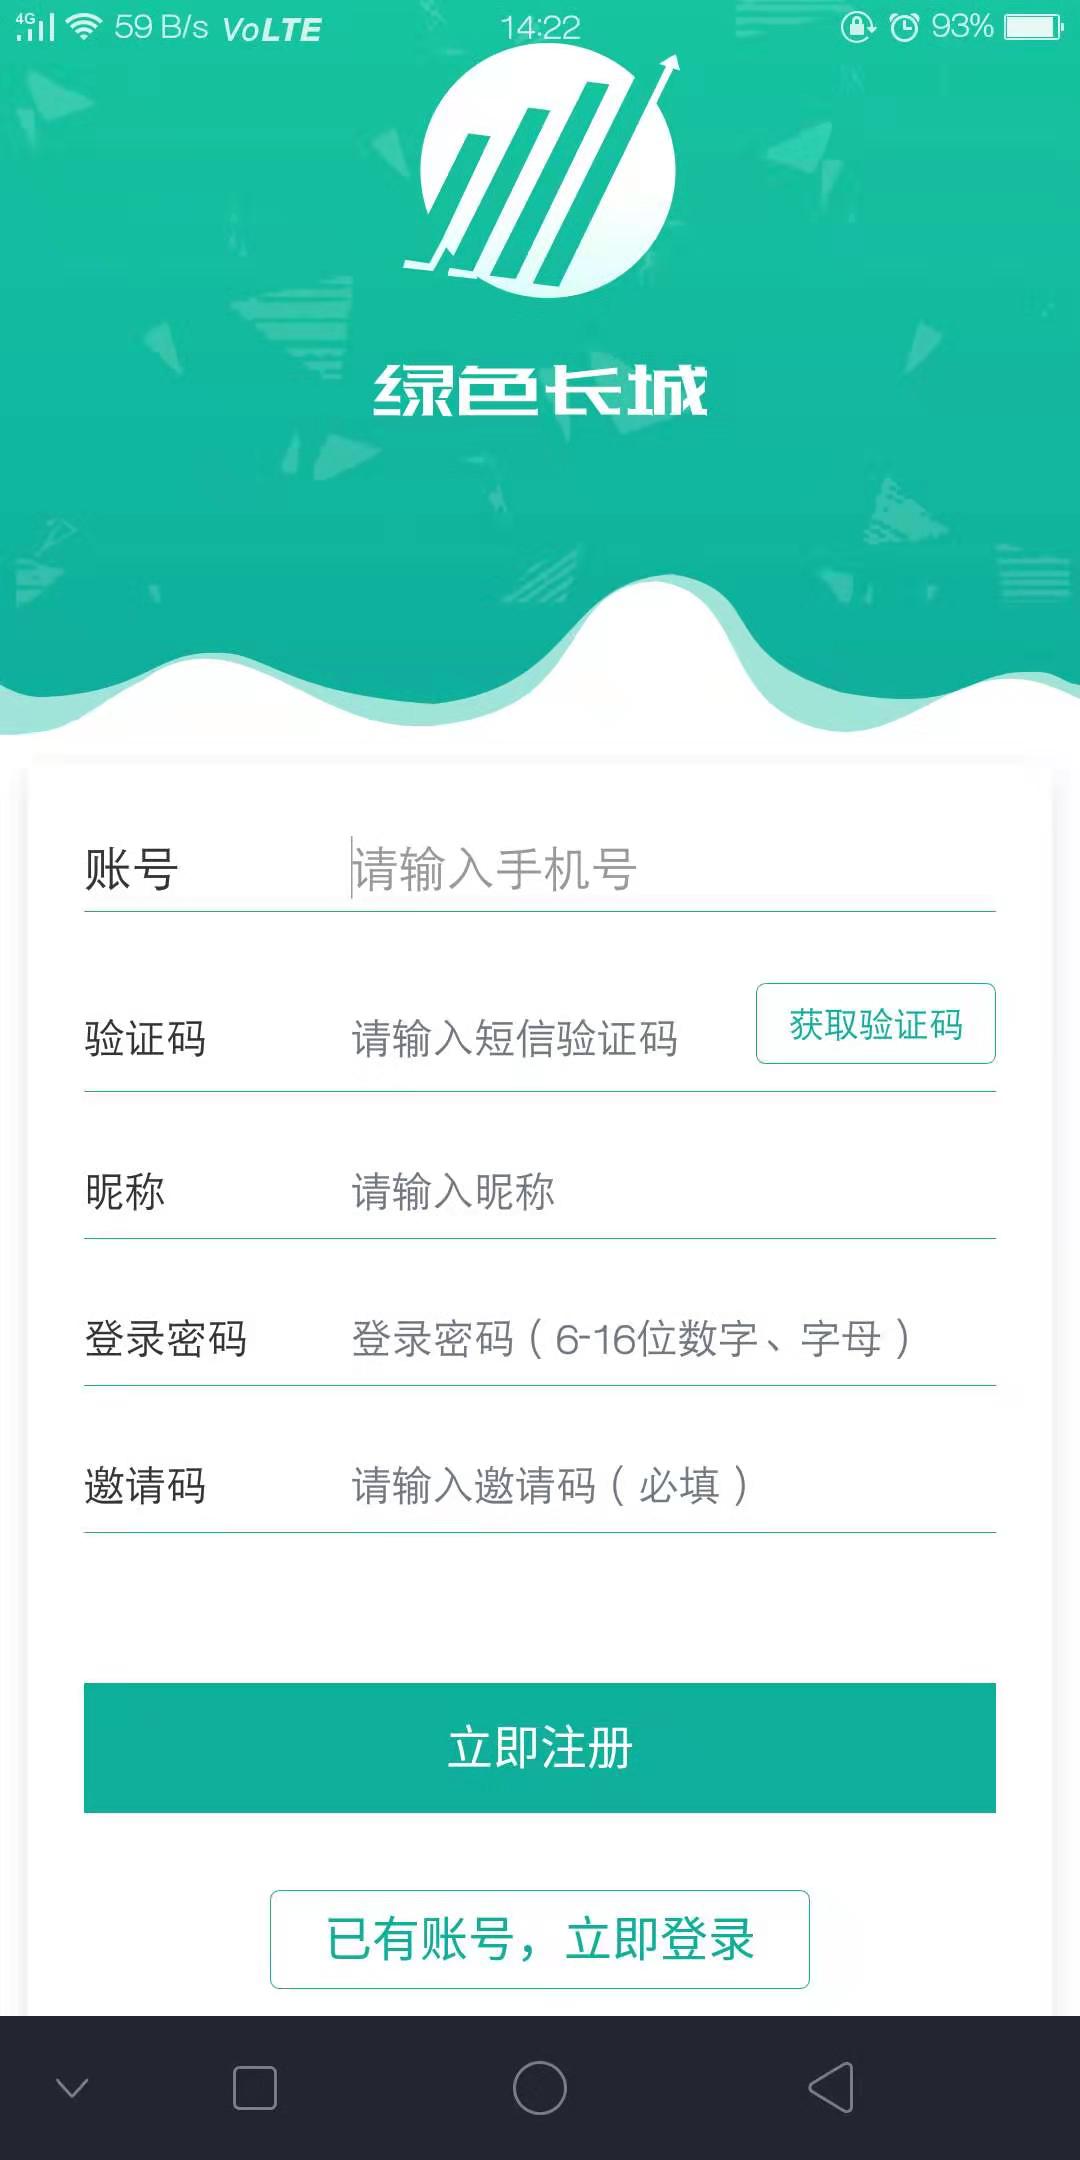 4G 59 B/s VoLTE 14:22 93%
绿色长城
账号 请输入手机号
验证码 请输入短信验证码 获取验证码
昵称 请输入昵称
登录密码 登录密码（6-16位数字、字母）
邀请码 请输入邀请码（必填）
立即注册
已有账号，立即登录